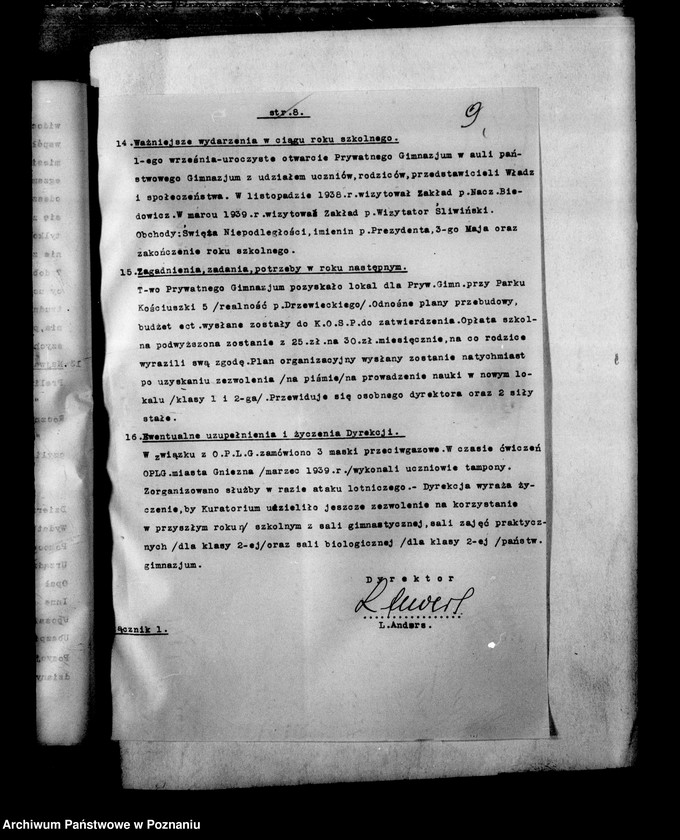 str.8.
9
14.Ważniejsze wydarzenia w ciągu roku szkolnego.
1-ego września-uroczyste otwarcie Prywatnego Gimnazjum w auli pań-
stwowego Gimnazjum z udziałem uczniów,rodziców,przedstawicieli Władz
i społeczeństwa. W listopadzie 1938.r.wizytował Zakład p.Nacz.Bie-
dowicz.W marcu 1939.r.wizytował Zakład p.Wizytator Śliwiński.
Obchody:Święta Niepodległości,imienin p.Prezydenta,3-go Maja oraz
zakończenie roku szkolnego.
15.Zagadnienia,zadania,potrzeby w roku następnym.
T-wo Prywatnego Gimnazjum pozyskało lokal dla Pryw.Gimn.przy Parku
Kościuszki 5 /realność p.Drzewieckiego/.Odnośne plany przebudowy,
budżet ect.wysłane zostały do K.O.S.P.do zatwierdzenia.Opłata szkol-
na podwyższona zostanie z 25.zł.na 30.zł.miesięcznie,na co rodzice
wyrazili swą zgodę.Plan organizacyjny wysłany zostanie natychmiast
po uzyskaniu zezwolenia /na piśmie/na prowadzenie nauki w nowym lo-
kalu /klasy 1 i 2-ga/.Przewiduje się osobnego dyrektora oraz 2 siły
stałe.
16.Ewentualne uzupełnienia i życzenia Dyrekcji.
W związku z O.P.L.G.zamówiono 3 maski przeciwgazowe.W czasie ćwiczeń
OPLG.miasta Gniezna /marzec 1939.r./wykonali uczniowie tampony.
Zorganizowano służby w razie ataku lotniczego.- Dyrekcja wyraża ży-
czenie,by Kuratorium udzieliło jeszcze zezwolenie na korzystanie
w przyszłym roku szkolnym z sali gimnastycznej,sali zajęć praktycz-
nych /dla klasy 2-ej/oraz sali biologicznej /dla klasy 2-ej /państw.
gimnazjum.
Dyrektor
L.Anders.
ącznik 1.
Archiwum Państwowe w Poznaniu